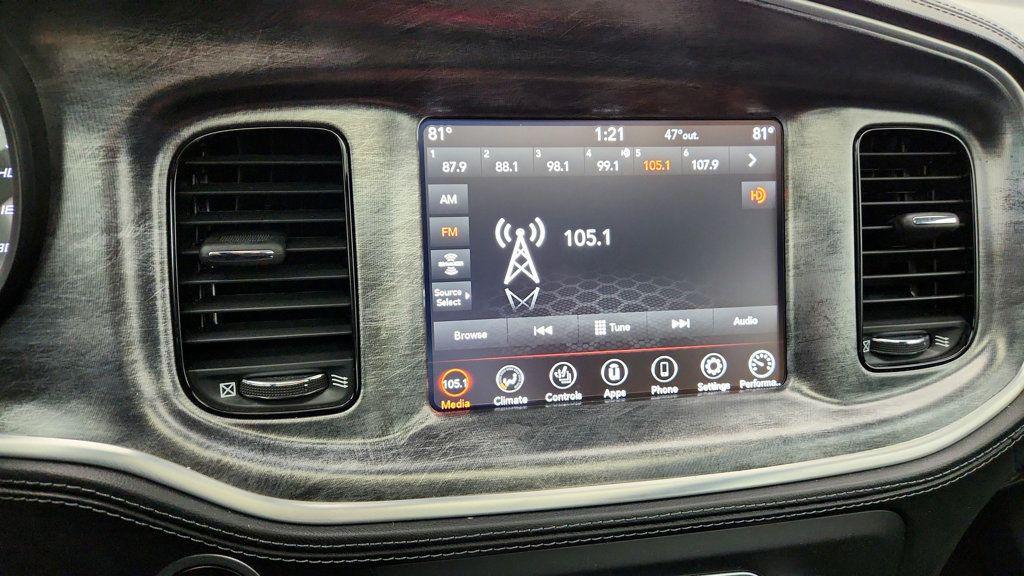 81° 1:21 47°out. 81°
1 2 3 4 5 6
87.9 88.1 98.1 99.1 105.1 107.9
AM
FM
105.1
Source
Select
Browse Tune Audio
105.1
Media Climate Controls Apps Phone Settings Performa..